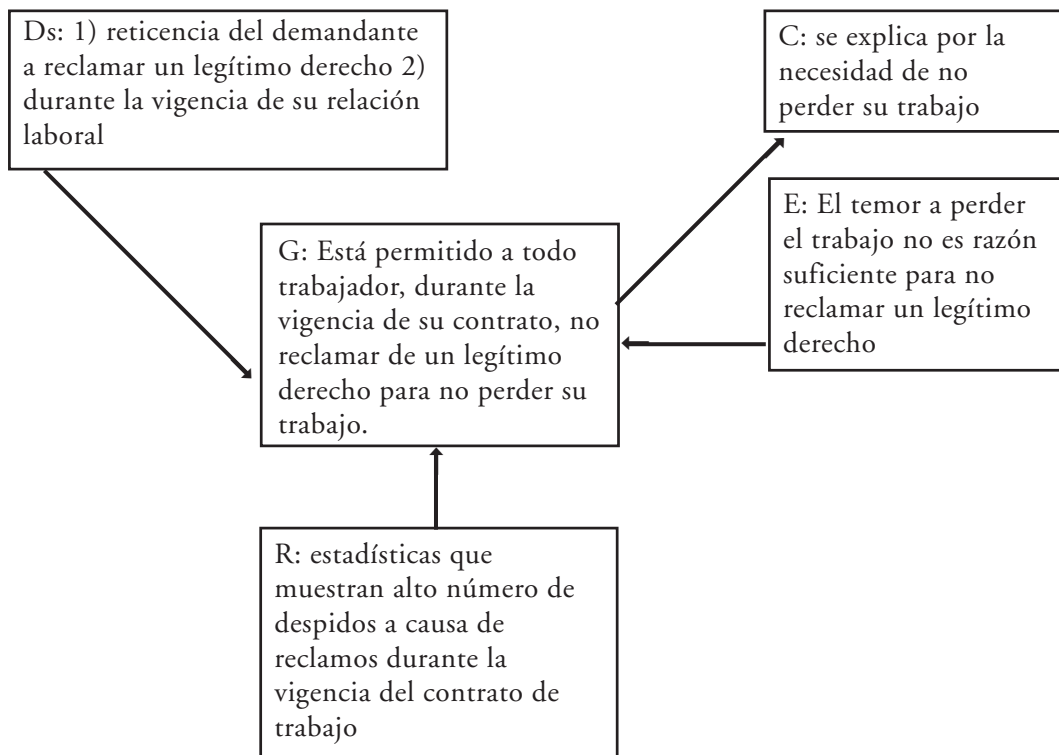 Ds: 1) reticencia del demandante
a reclamar un legítimo derecho 2)
durante la vigencia de su relación
laboral
C: se explica por la
necesidad de no
perder su trabajo
E: El temor a perder
el trabajo no es razón
suficiente para no
reclamar un legítimo
derecho
G: Está permitido a todo
trabajador, durante la
vigencia de su contrato, no
reclamar de un legítimo
derecho para no perder su
trabajo.
R: estadísticas que
muestran alto número de
despidos a causa de
reclamos durante la
vigencia del contrato de
trabajo